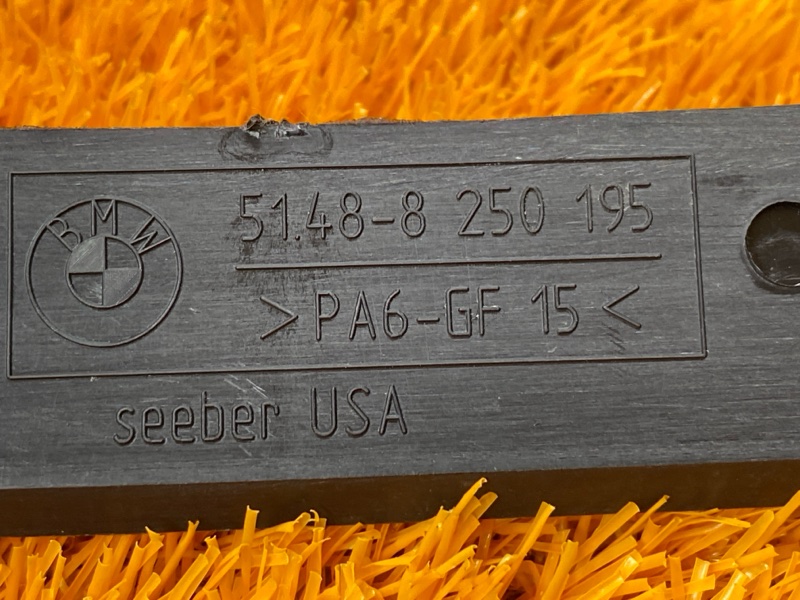 BMW
51.48-8 250 195
>PA6-GF 15<
seeber USA